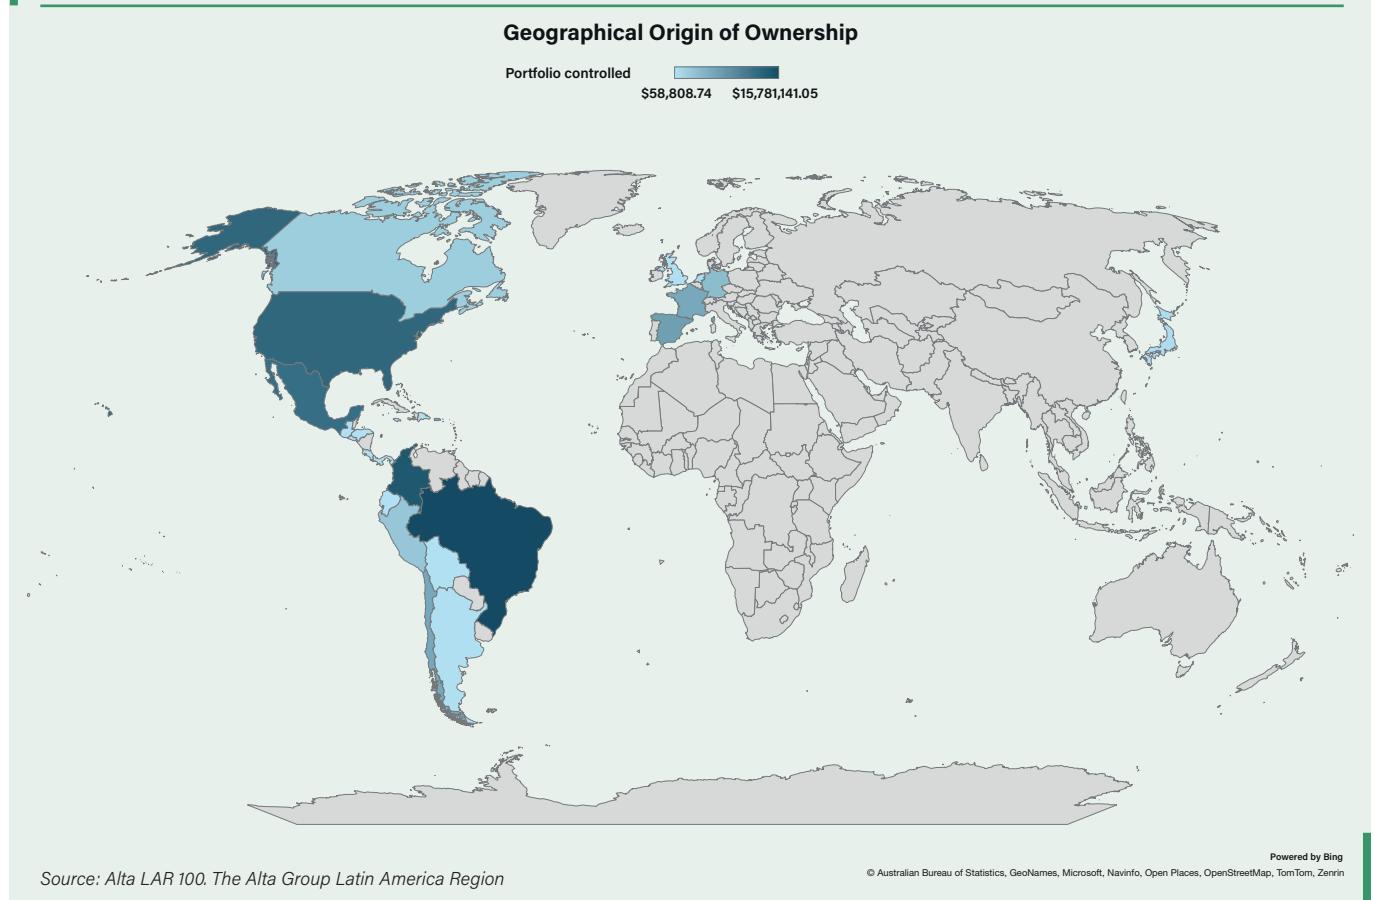 Geographical Origin of Ownership
Portfolio controlled
$58,808.74 $15,781,141.05
Powered by Bing
© Australian Bureau of Statistics, GeoNames, Microsoft, Navinfo, Open Places, OpenStreetMap, TomTom, Zenrin
Source: Alta LAR 100. The Alta Group Latin America Region